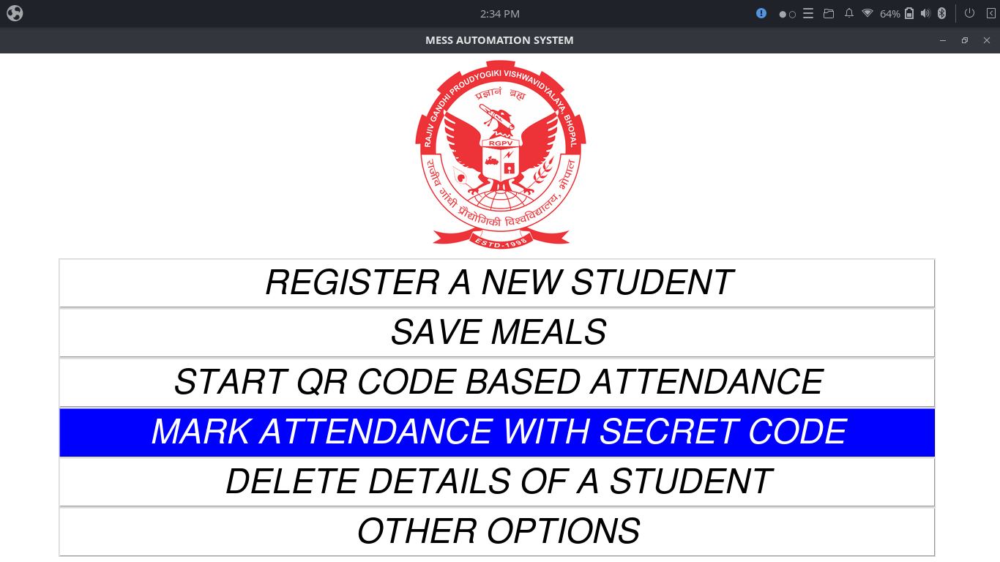 2:34 PM
64%
MESS AUTOMATION SYSTEM
RAJIV GANDHI PROUDYOGIKI VISHWAVIDYALAYA, BHOPAL
प्रज्ञानं ब्रह्म
RGPV
राजीव गांधी प्रौद्योगिकी विश्वविद्यालय, भोपाल
ESTD-1998
REGISTER A NEW STUDENT
SAVE MEALS
START QR CODE BASED ATTENDANCE
MARK ATTENDANCE WITH SECRET CODE
DELETE DETAILS OF A STUDENT
OTHER OPTIONS